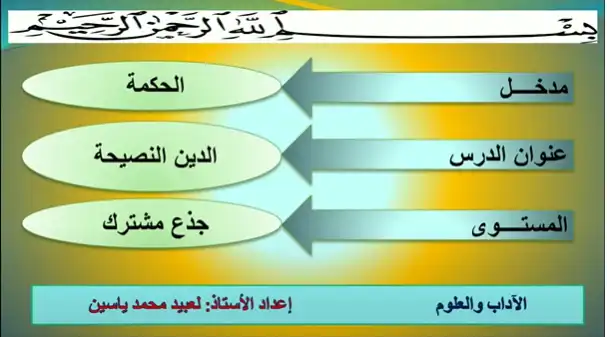 بســـم الله الرحمن الرحيم
مدخـــل الحكمة
عنوان الدرس الدين النصيحة
المستـــوى جذع مشترك
الآداب والعلوم إعداد الأستاذ: لعبيد محمد ياسين